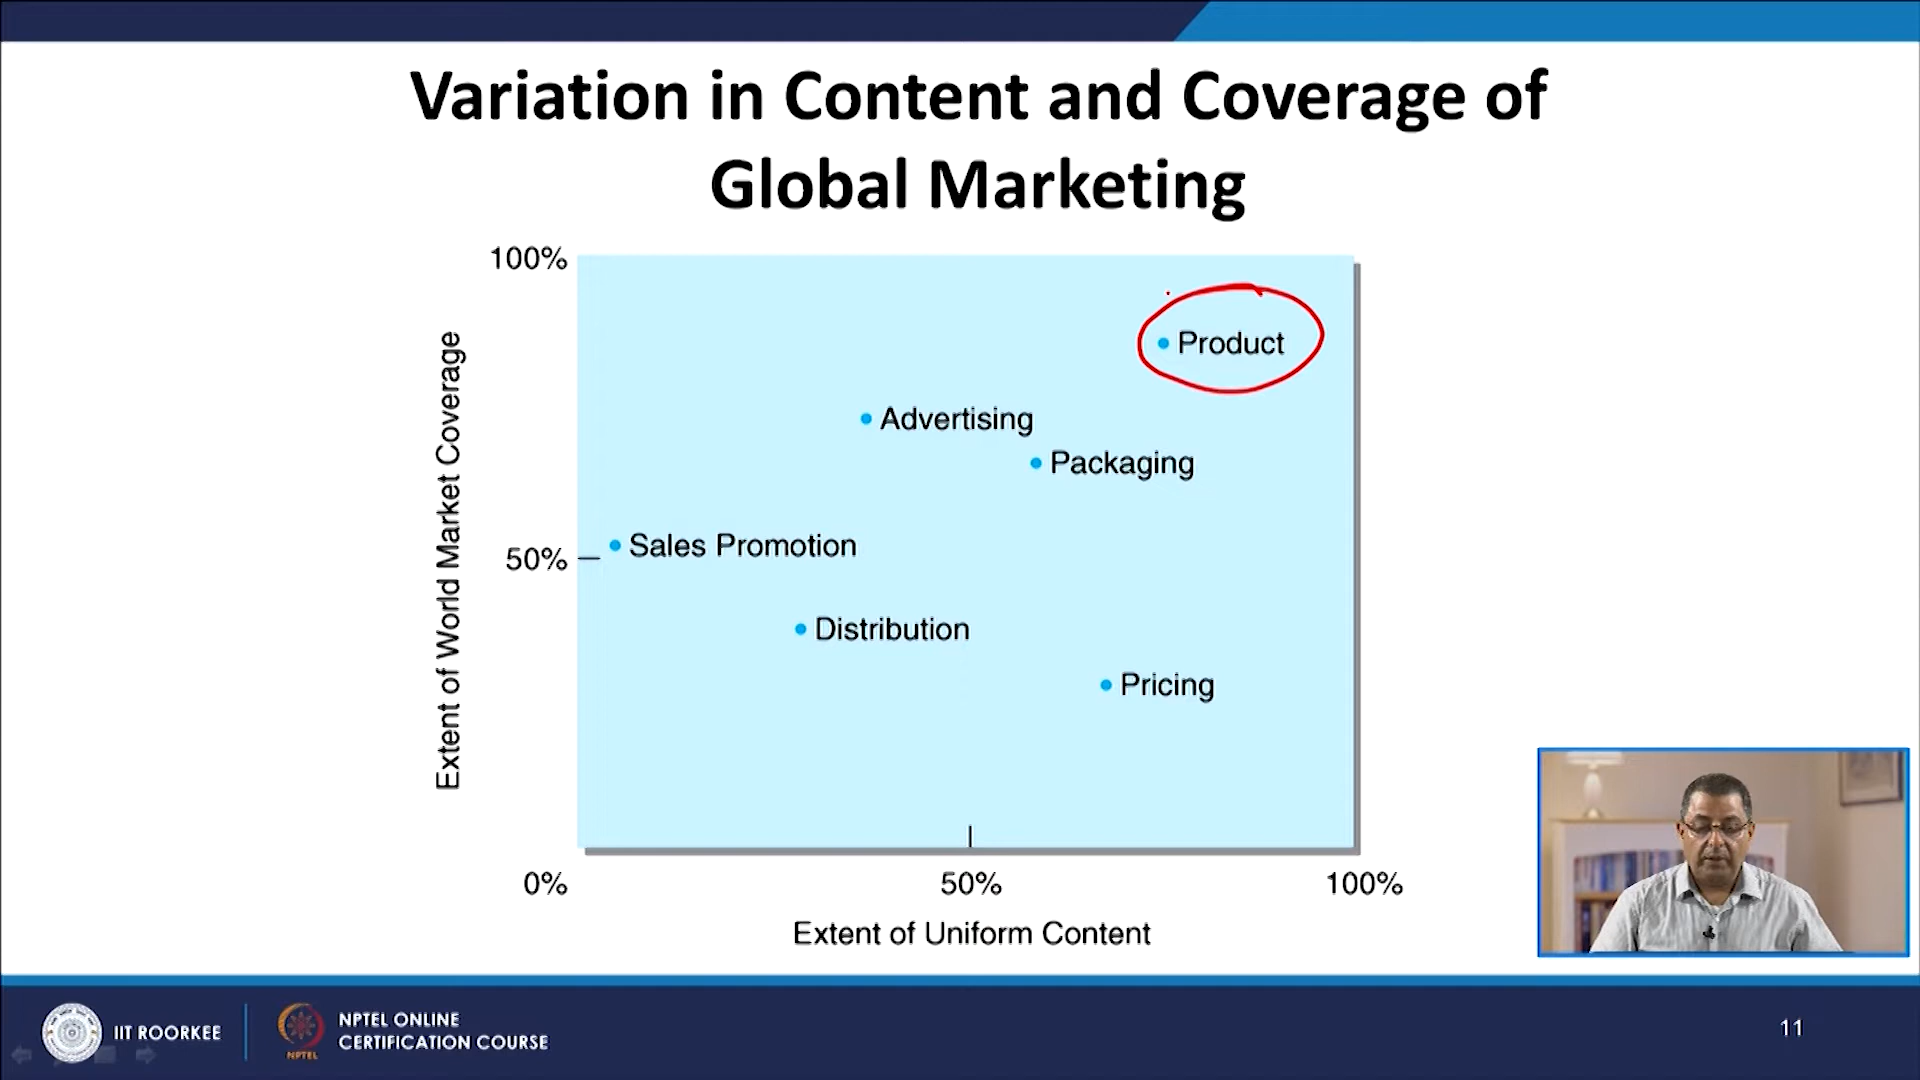 Variation in Content and Coverage of
Global Marketing
100%
Product
Advertising
Packaging
Sales Promotion
50%
Distribution
Pricing
Extent of World Market Coverage
0%
50%
100%
Extent of Uniform Content
IIT ROORKEE
NPTEL
NPTEL ONLINE
CERTIFICATION COURSE
11